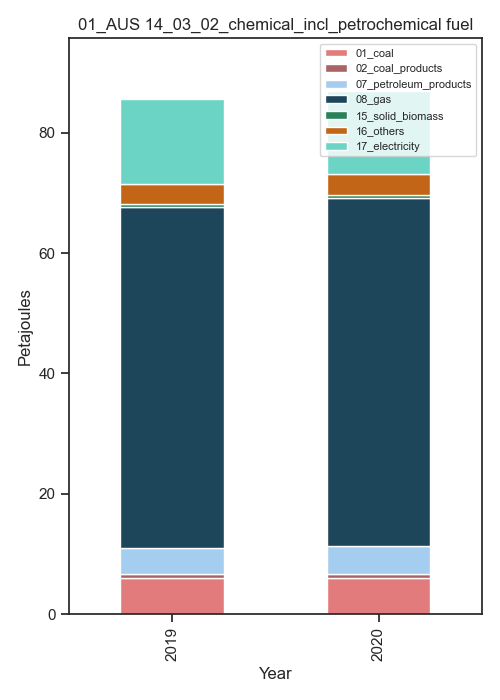 01_AUS 14_03_02_chemical_incl_petrochemical fuel
01_coal
02_coal_products
07_petroleum_products
08_gas
15_solid_biomass
16_others
17_electricity
80
60
40
20
0
Petajoules
2019
2020
Year